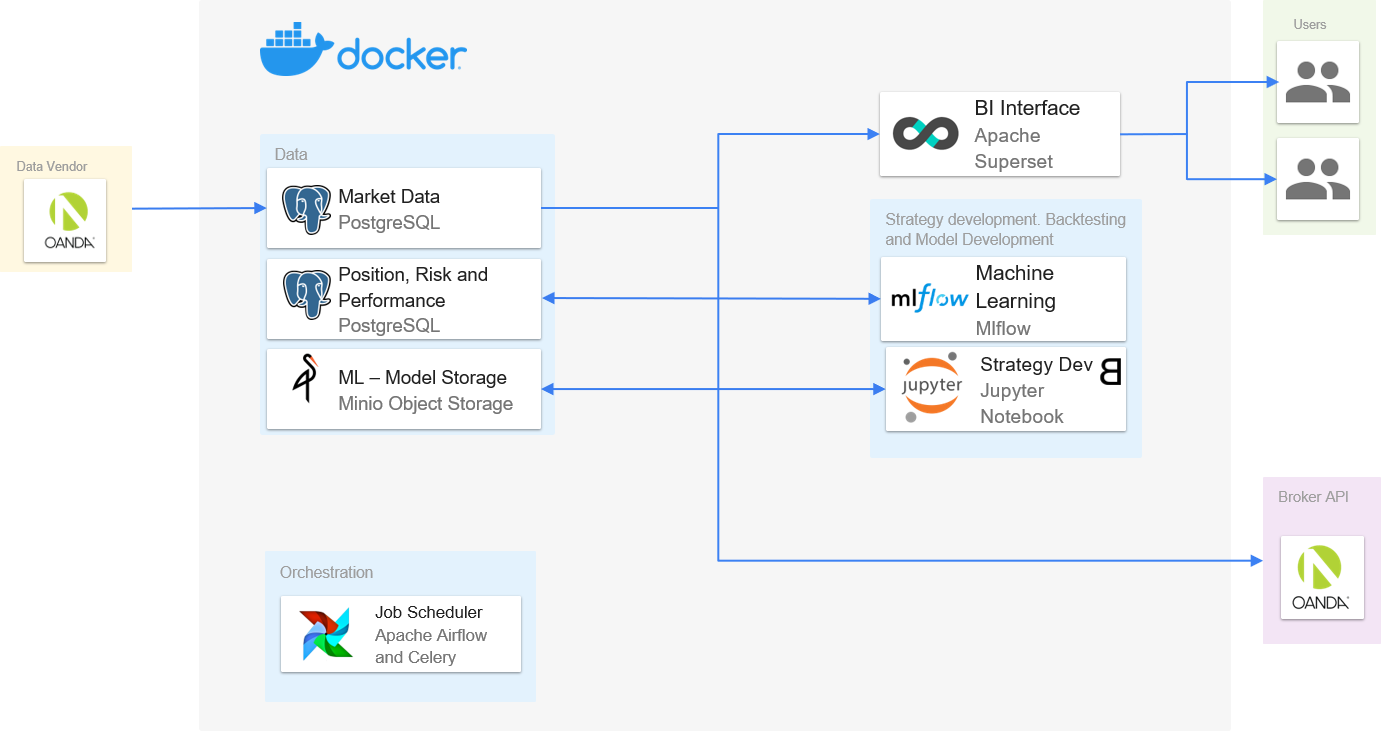 docker
Data Vendor
OANDA
Data
Market Data
PostgreSQL
Position, Risk and
Performance
PostgreSQL
ML – Model Storage
Minio Object Storage
Orchestration
Job Scheduler
Apache Airflow
and Celery
BI Interface
Apache
Superset
Strategy development. Backtesting
and Model Development
mlflow
Machine
Learning
Mlflow
jupyter
Strategy Dev
B
Jupyter
Notebook
Users
Broker API
OANDA